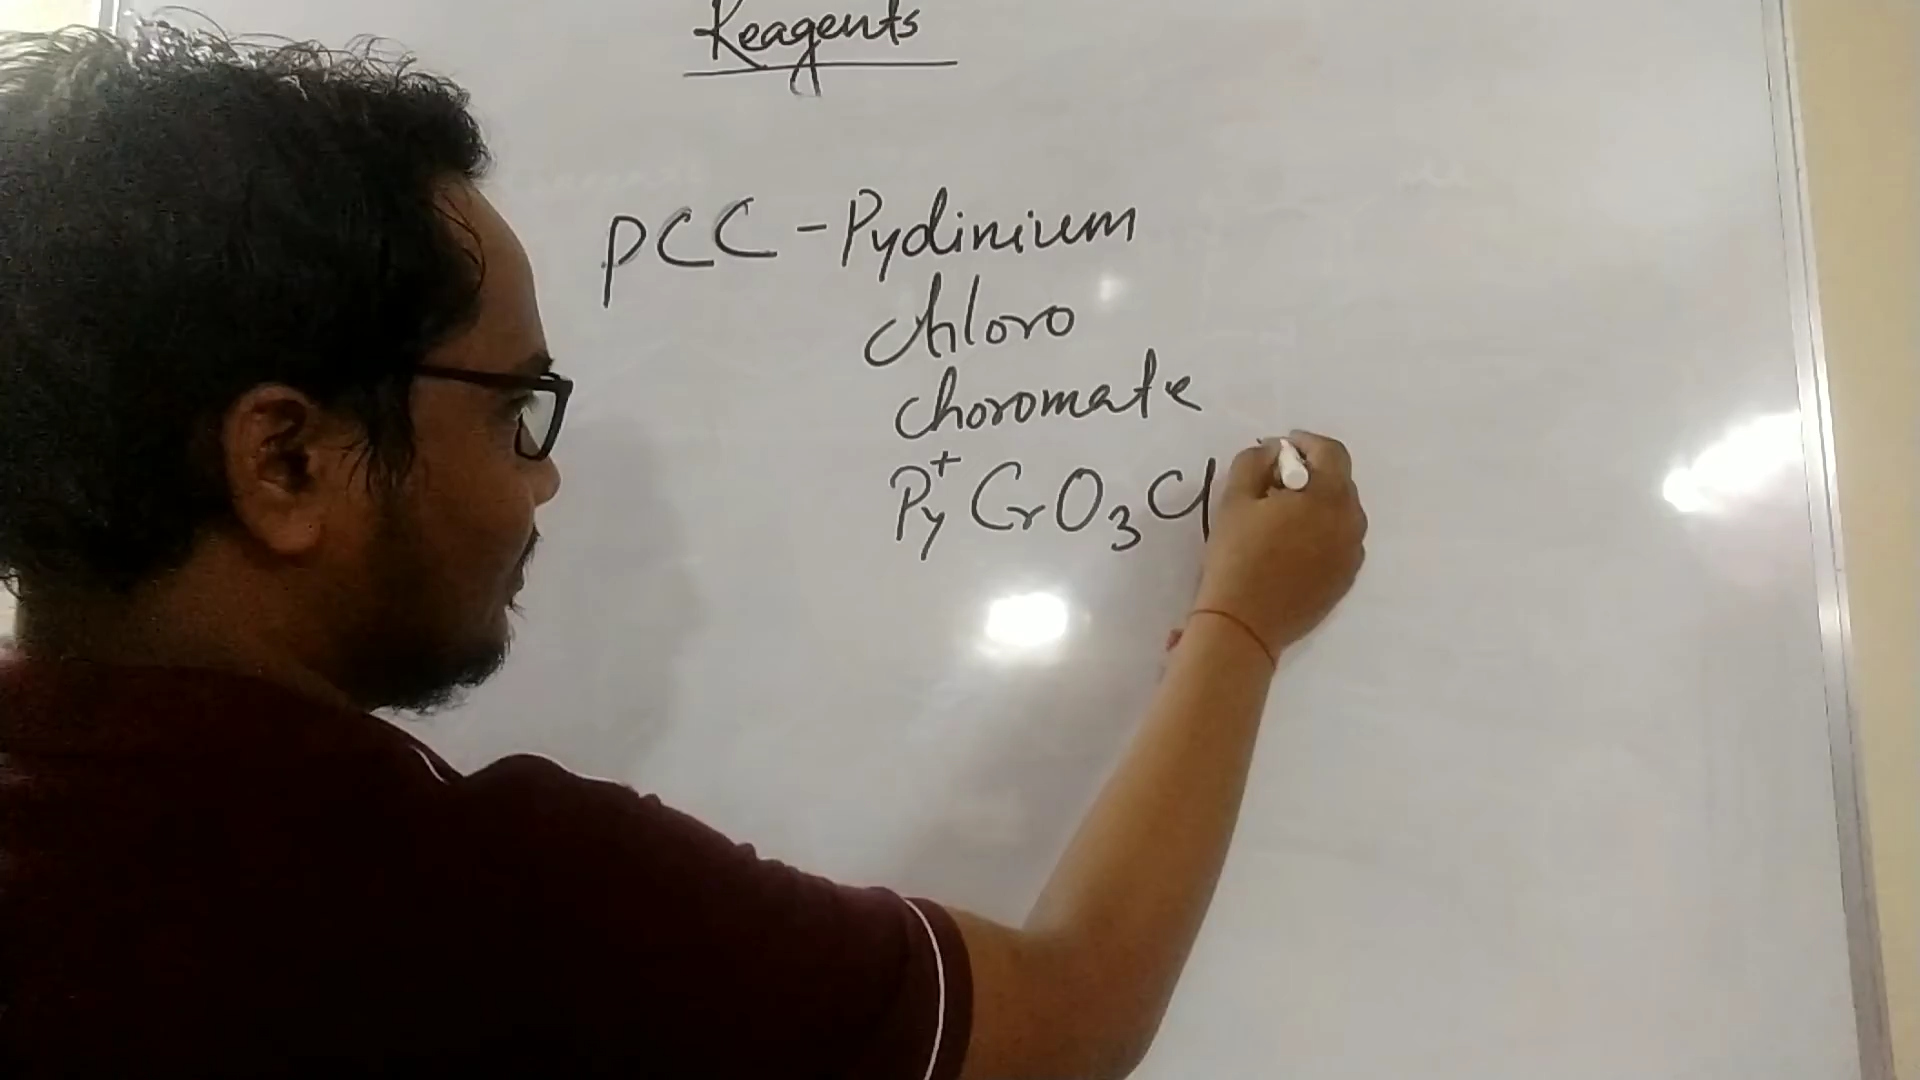 Reagents
PCC - Pydinium
chloro
choromate
Py⁺ CrO₃Cl